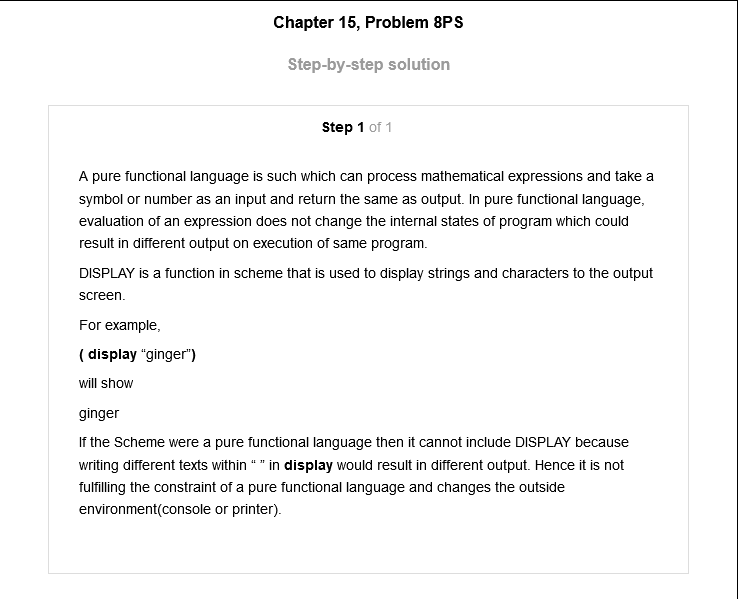 Chapter 15, Problem 8PS
Step-by-step solution
Step 1 of 1
A pure functional language is such which can process mathematical expressions and take a
symbol or number as an input and return the same as output. In pure functional language,
evaluation of an expression does not change the internal states of program which could
result in different output on execution of same program.
DISPLAY is a function in scheme that is used to display strings and characters to the output
screen.
For example,
( display “ginger”)
will show
ginger
If the Scheme were a pure functional language then it cannot include DISPLAY because
writing different texts within “ ” in display would result in different output. Hence it is not
fulfilling the constraint of a pure functional language and changes the outside
environment(console or printer).